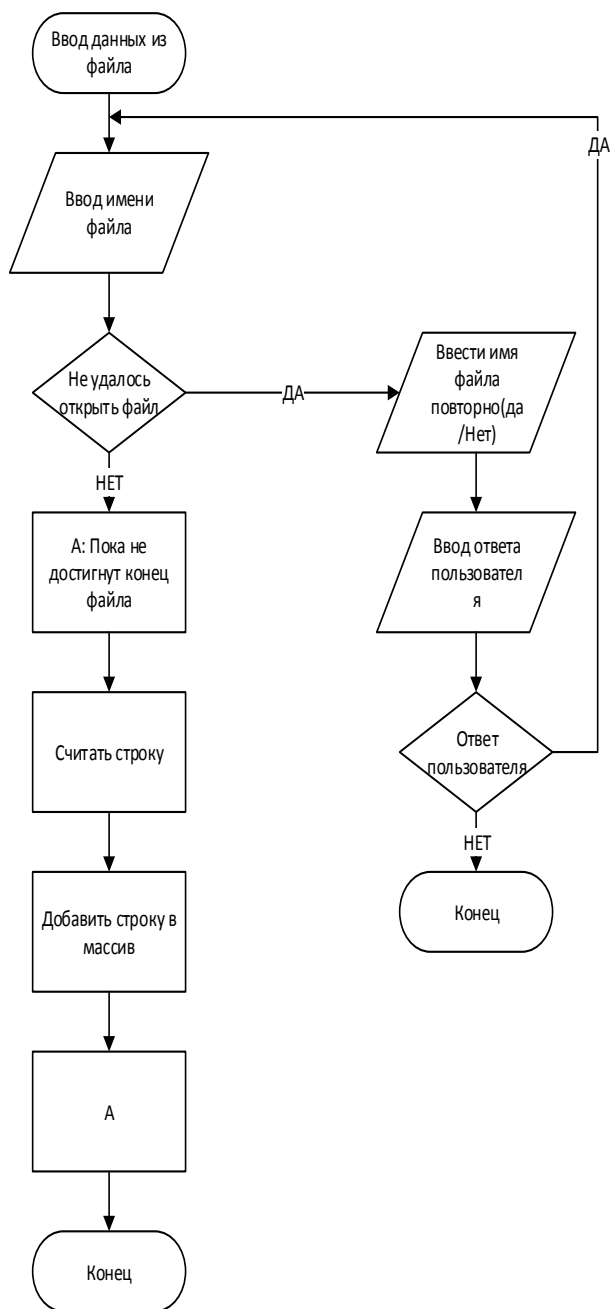 Ввод данных из
файла
ДА
Ввод имени
файла
Не удалось
открыть файл
ДА
Ввести имя
файла
повторно(да
/Нет)
НЕТ
А: Пока не
достигнут конец
файла
Ввод ответа
пользовател
я
Считать строку
Ответ
пользователя
НЕТ
Добавить строку в
массив
Конец
А
Конец